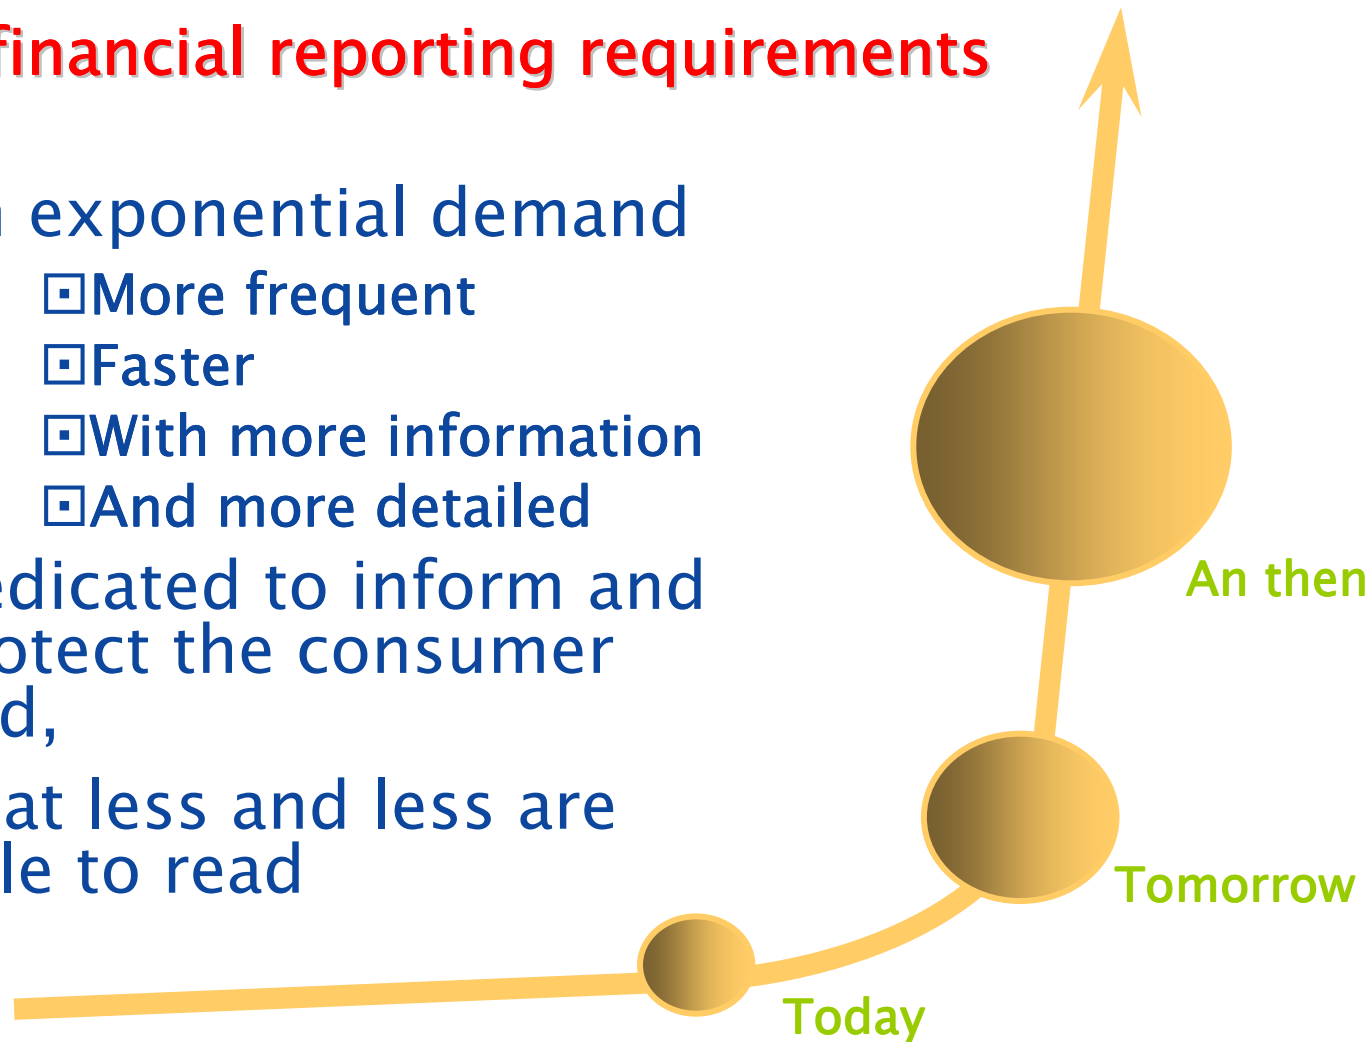 financial reporting requirements
n exponential demand
More frequent
Faster
With more information
And more detailed
edicated to inform and
otect the consumer
d,
at less and less are
le to read
An then
Tomorrow
Today